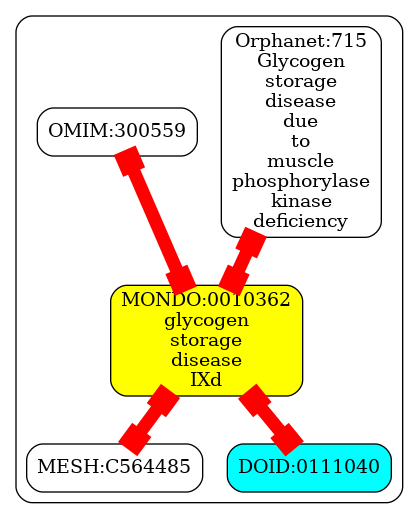 Orphanet:715
Glycogen
storage
disease
due
to
muscle
phosphorylase
kinase
deficiency
OMIM:300559
MONDO:0010362
glycogen
storage
disease
IXd
MESH:C564485
DOID:0111040